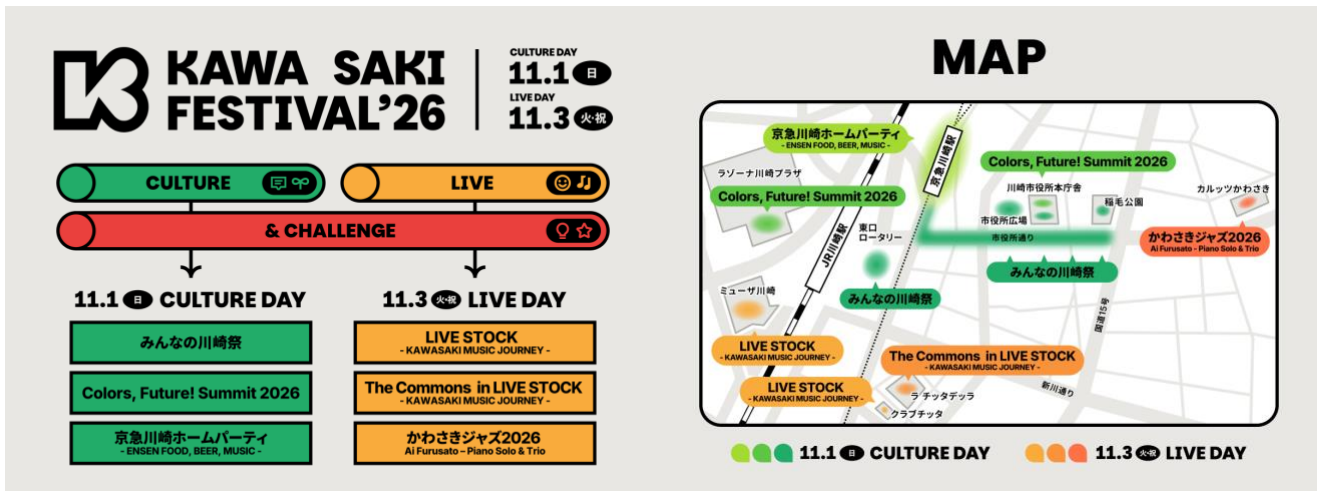 KAWA SAKI
FESTIVAL'26
CULTURE DAY
11.1 日
LIVE DAY
11.3 火・祝
CULTURE
LIVE
& CHALLENGE
11.1 日 CULTURE DAY
みんなの川崎祭
Colors, Future! Summit 2026
京急川崎ホームパーティ
- ENSEN FOOD, BEER, MUSIC -
11.3 火・祝 LIVE DAY
LIVE STOCK
- KAWASAKI MUSIC JOURNEY -
The Commons in LIVE STOCK
- KAWASAKI MUSIC JOURNEY -
かわさきジャズ2026
Ai Furusato – Piano Solo & Trio
MAP
京急川崎ホームパーティ
- ENSEN FOOD, BEER, MUSIC -
京急川崎駅
Colors, Future! Summit 2026
ラゾーナ川崎プラザ
Colors, Future! Summit 2026
川崎市役所本庁舎
稲毛公園
カルッツかわさき
市役所広場
市役所通り
東口
ロータリー
JR川崎駅
かわさきジャズ2026
Ai Furusato – Piano Solo & Trio
みんなの川崎祭
みんなの川崎祭
ミューザ川崎
国道15号
LIVE STOCK
- KAWASAKI MUSIC JOURNEY -
The Commons in LIVE STOCK
- KAWASAKI MUSIC JOURNEY -
LIVE STOCK
- KAWASAKI MUSIC JOURNEY -
ラ チッタデッラ
新川通り
クラブチッタ
11.1 日 CULTURE DAY
11.3 火・祝 LIVE DAY